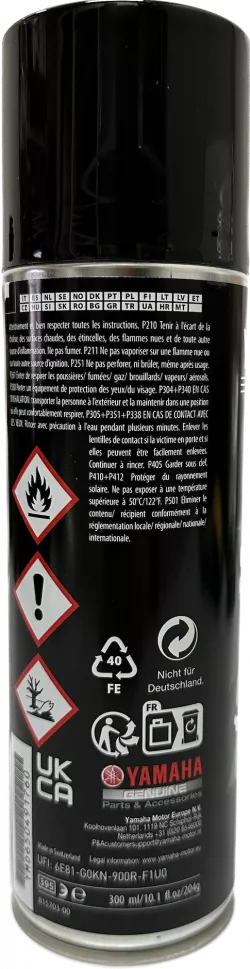 IT ES NL SE NO DK PT PL FI LT LV ET
CZ HU SI SK RO BG GR TR UA HR MT
Attentivement et bien respecter toutes les instructions. P210 Tenir à l'écart de la
chaleur, des surfaces chaudes, des étincelles, des flammes nues et de toute autre
source d'inflammation. Ne pas fumer. P211 Ne pas vaporiser sur une flamme nue ou
sur toute autre source d'ignition. P251 Ne pas perforer, ni brûler, même après usage.
Éviter de respirer les poussières/ fumées/ gaz/ brouillards/ vapeurs/ aérosols.
Porter un équipement de protection des yeux/ du visage. P304+P340 EN CAS
D'INHALATION: transporter la personne à l'extérieur et la maintenir dans une position
où elle peut confortablement respirer. P305+P351+P338 EN CAS DE CONTACT AVEC
LES YEUX: Rincer avec précaution à l'eau pendant plusieurs minutes. Enlever les
lentilles de contact si la victime en porte et si
elles peuvent être facilement enlevées.
Continuer à rincer. P405 Garder sous clef.
P410+P412 Protéger du rayonnement
solaire. Ne pas exposer à une température
supérieure à 50°C/122°F. P501 Éliminer le
contenu/ récipient conformément à la
réglementation locale/ régionale/ nationale/
internationale.
40
FE
Nicht für
Deutschland.
FR
UK
CA
YAMAHA
GENUINE
Parts & Accessories
Yamaha Motor Europe N.V.
Koolhovenlaan 101, 1119 NC Schiphol-Rijk
Netherlands
Made in Switzerland
Legal information: www.yamaha-motor.eu
UFI: 6E81-G0KN-900R-F1U0
395
300 ml/10.1 fl.oz/204g
815203-00